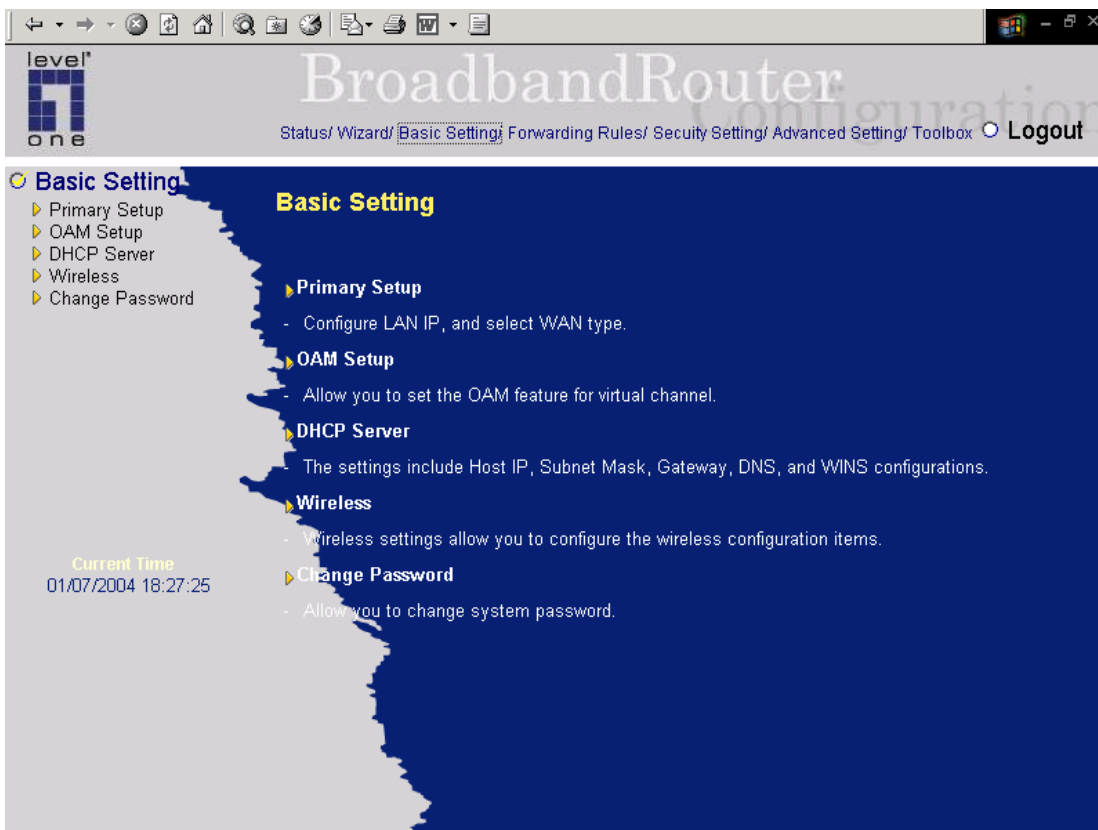 level
one
BroadbandRouter
Configuration
Status/ Wizard/ Basic Setting/ Forwarding Rules/ Secuity Setting/ Advanced Setting/ Toolbox Logout
Basic Setting
Primary Setup
OAM Setup
DHCP Server
Wireless
Change Password
Current Time
01/07/2004 18:27:25
Basic Setting
Primary Setup
- Configure LAN IP, and select WAN type.
OAM Setup
- Allow you to set the OAM feature for virtual channel.
DHCP Server
- The settings include Host IP, Subnet Mask, Gateway, DNS, and WINS configurations.
Wireless
- Wireless settings allow you to configure the wireless configuration items.
Change Password
- Allow you to change system password.